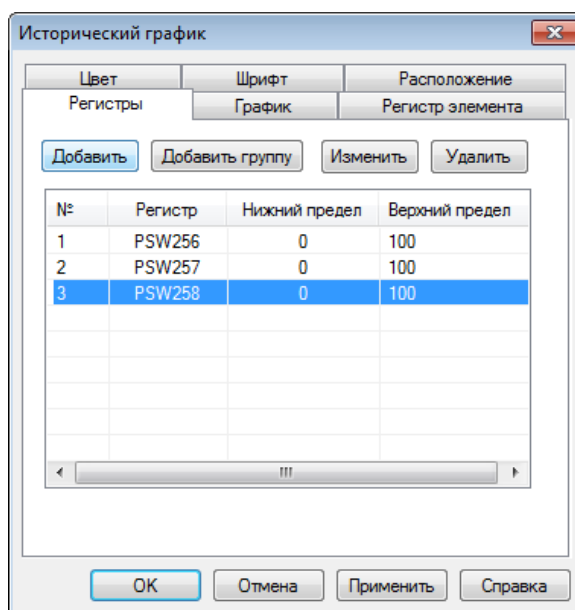 Исторический график
Цвет Шрифт Расположение
Регистры График Регистр элемента
Добавить Добавить группу Изменить Удалить
№ Регистр Нижний предел Верхний предел
1 PSW256 0 100
2 PSW257 0 100
3 PSW258 0 100
OK Отмена Применить Справка